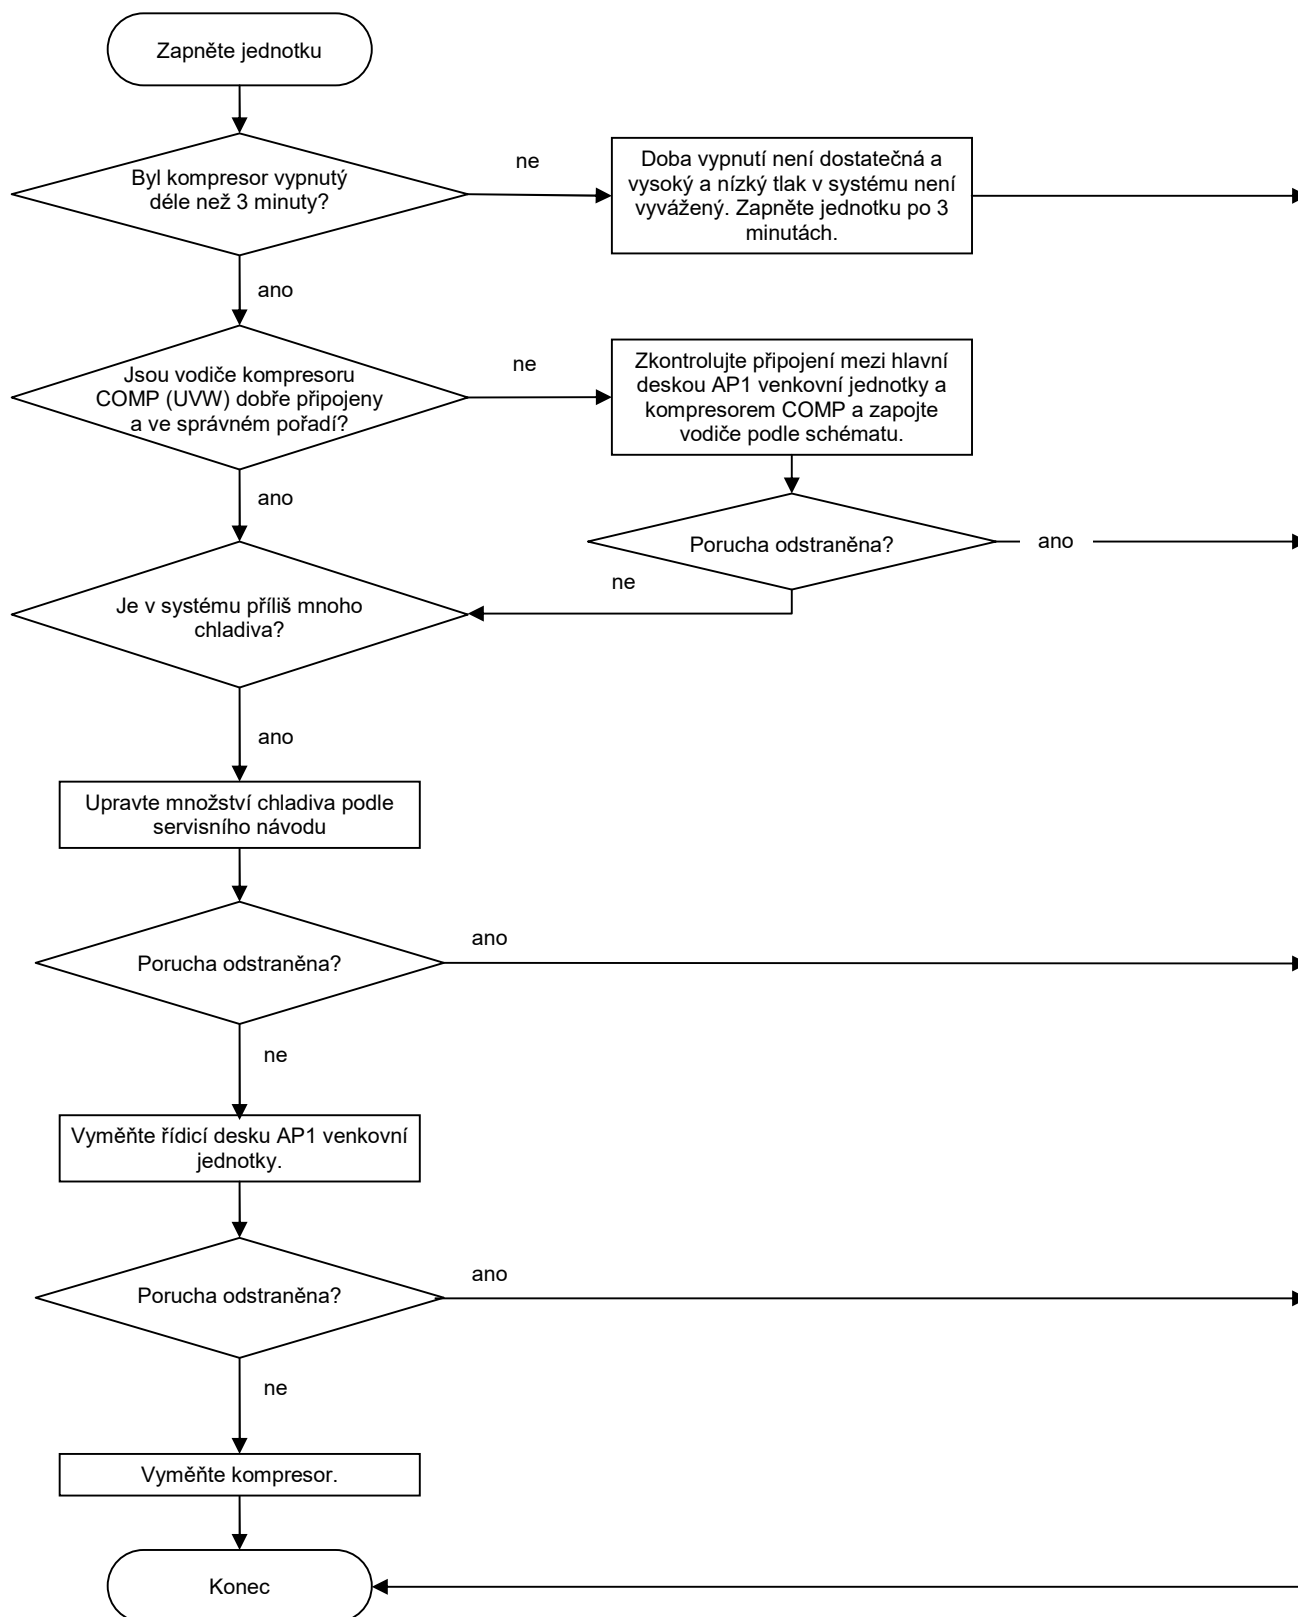 Zapněte jednotku
Byl kompresor vypnutý
déle než 3 minuty?
ne
Doba vypnutí není dostatečná a
vysoký a nízký tlak v systému není
vyvážený. Zapněte jednotku po 3
minutách.
ano
Jsou vodiče kompresoru
COMP (UVW) dobře připojeny
a ve správném pořadí?
ne
Zkontrolujte připojení mezi hlavní
deskou AP1 venkovní jednotky a
kompresorem COMP a zapojte
vodiče podle schématu.
ano
Porucha odstraněna?
ano
ne
Je v systému příliš mnoho
chladiva?
ano
Upravte množství chladiva podle
servisního návodu
Porucha odstraněna?
ano
ne
Vyměňte řídicí desku AP1 venkovní
jednotky.
Porucha odstraněna?
ano
ne
Vyměňte kompresor.
Konec